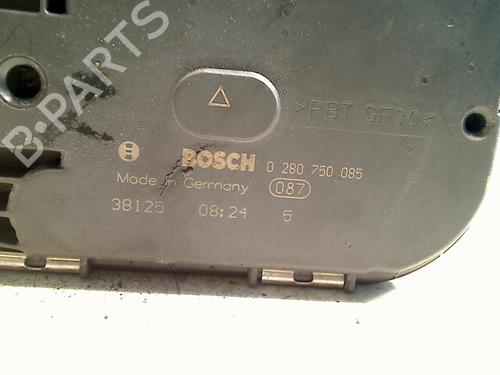 B-PARTS
>PBT GF30<
BOSCH 0 280 750 085
Made in Germany 087
38125 08:24 5